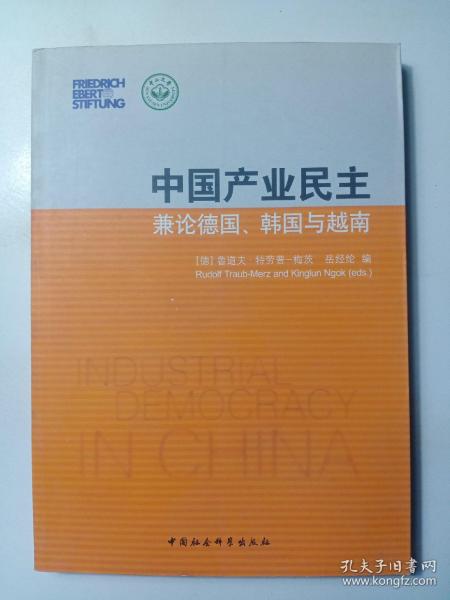 FRIEDRICH
EBERT
STIFTUNG
中国产业民主
兼论德国、韩国与越南
[德]鲁道夫·特劳普-梅茨 岳经纶 编
Rudolf Traub-Merz and Kinglun Ngok (eds.)
INDUSTRIAL
DEMOCRACY
IN CHINA
中国社会科学出版社
孔夫子旧书网
www.kongfz.com